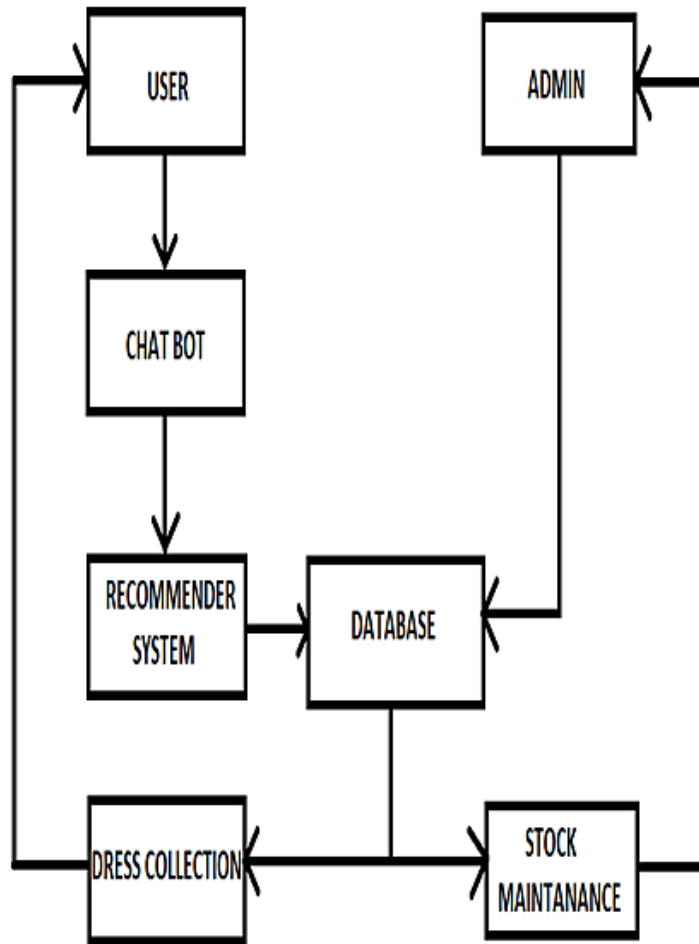 USER
ADMIN
CHAT BOT
RECOMMENDER
SYSTEM
DATABASE
DRESS COLLECTION
STOCK
MAINTANANCE